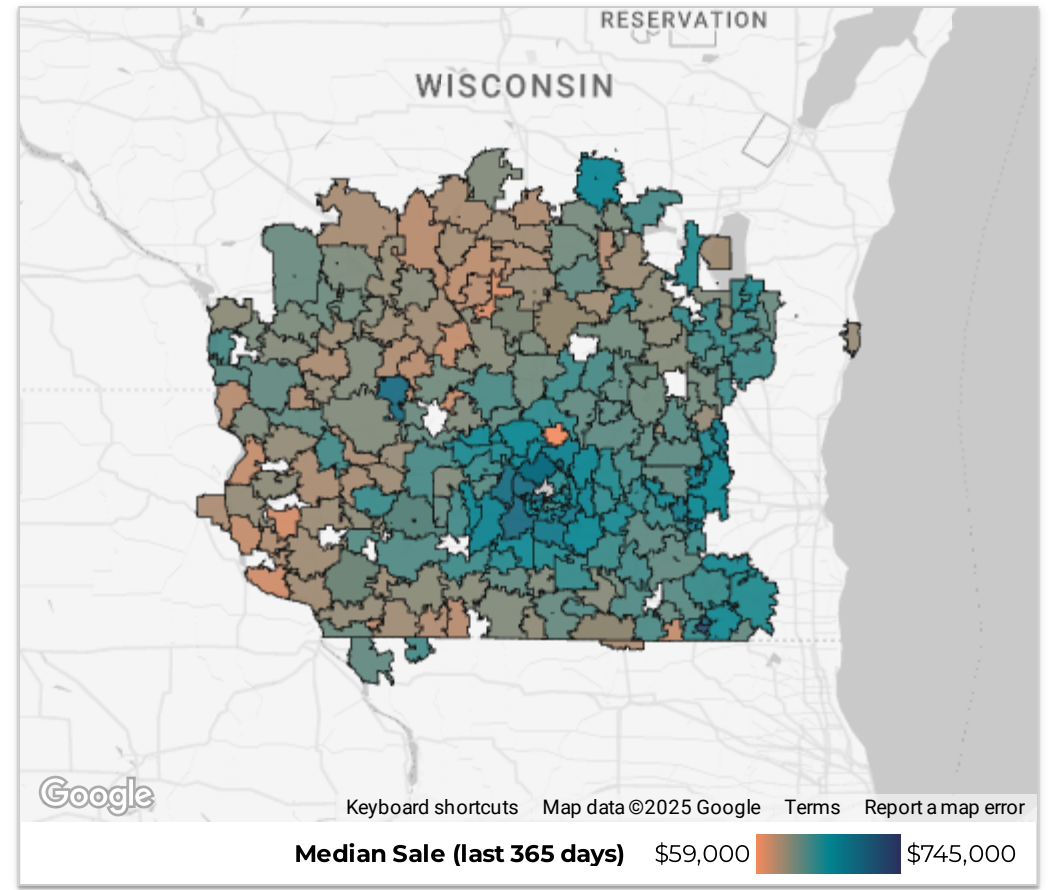 RESERVATION
WISCONSIN
Google
Keyboard shortcuts Map data ©2025 Google Terms Report a map error
Median Sale (last 365 days) $59,000 $745,000